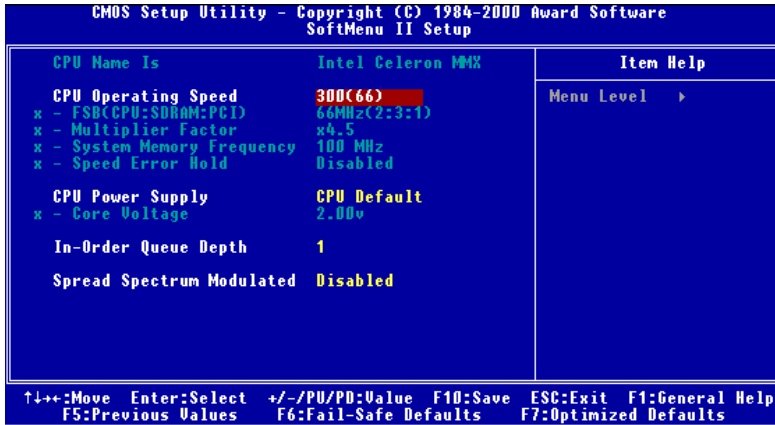 CMOS Setup Utility – Copyright (C) 1984-2000 Award Software
SoftMenu II Setup
CPU Name Is Intel Celeron MMX
Item Help
CPU Operating Speed 300(66)
Menu Level ▸
x – FSB(CPU:SDRAM:PCI) 66MHz(2:3:1)
x – Multiplier Factor x4.5
x – System Memory Frequency 100 MHz
x – Speed Error Hold Disabled
CPU Power Supply CPU Default
x – Core Voltage 2.00v
In-Order Queue Depth 1
Spread Spectrum Modulated Disabled
↑↓→←:Move Enter:Select +/-/PU/PD:Value F10:Save ESC:Exit F1:General Help
F5:Previous Values F6:Fail-Safe Defaults F7:Optimized Defaults